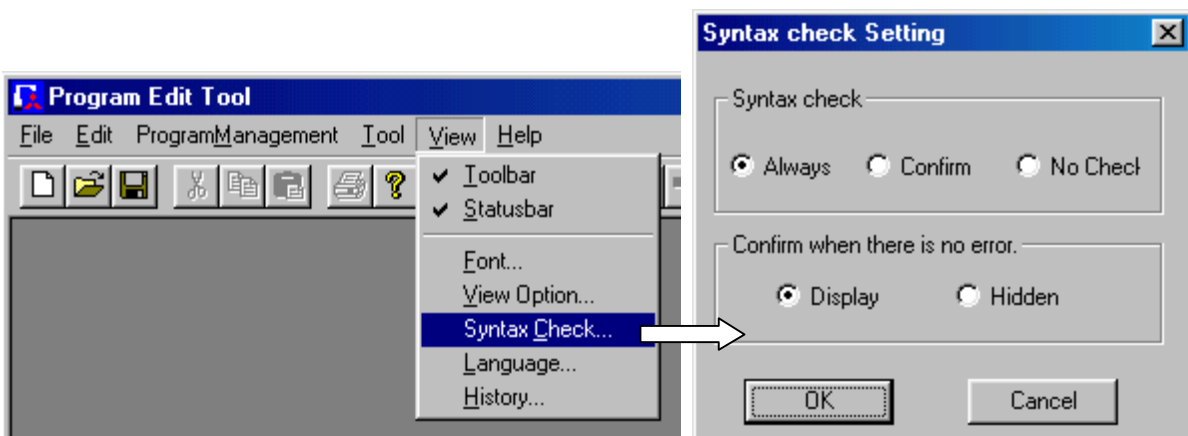 Program Edit Tool
File Edit ProgramManagement Tool View Help
Toolbar
Statusbar
Font...
View Option...
Syntax Check...
Language...
History...
Syntax check Setting
Syntax check
Always Confirm No Check
Confirm when there is no error.
Display Hidden
OK Cancel